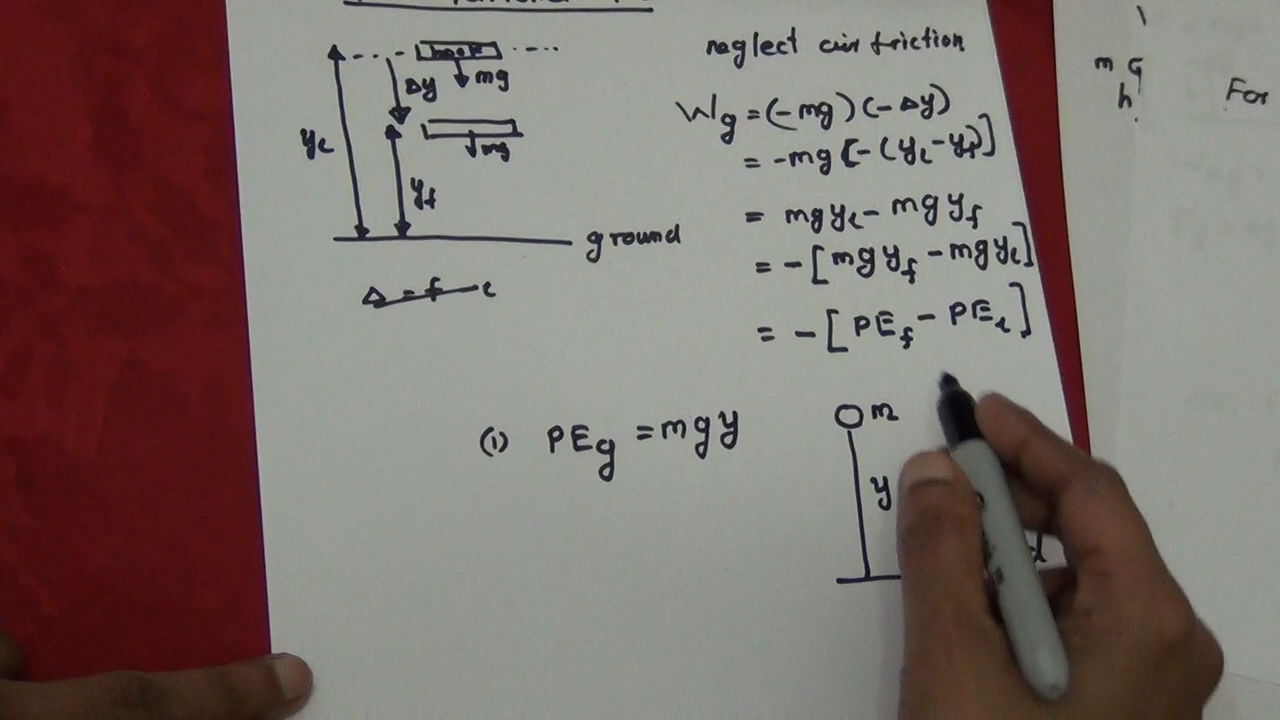 neglect air friction
book
mg
Δy
mg
yi
yf
ground
Δ = f - i
Wg = (-mg)(-Δy)
= -mg[-(yi - yf)]
= mgyi - mgyf
= -[mgyf - mgyi]
= -[PEf - PEi]
(1) PEg = mgy
m
y
m G
h
For